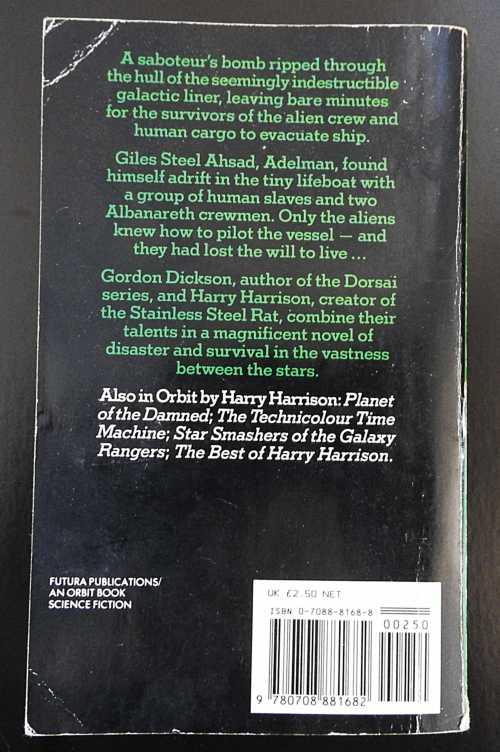 A saboteur's bomb ripped through
the hull of the seemingly indestructible
galactic liner, leaving bare minutes
for the survivors of the alien crew and
human cargo to evacuate ship.
Giles Steel Ahsad, Adelman, found
himself adrift in the tiny lifeboat with
a group of human slaves and two
Albanareth crewmen. Only the aliens
knew how to pilot the vessel — and
they had lost the will to live ...
Gordon Dickson, author of the Dorsai
series, and Harry Harrison, creator of
the Stainless Steel Rat, combine their
talents in a magnificent novel of
disaster and survival in the vastness
between the stars.
Also in Orbit by Harry Harrison: Planet
of the Damned; The Technicolour Time
Machine; Star Smashers of the Galaxy
Rangers; The Best of Harry Harrison.
FUTURA PUBLICATIONS/
AN ORBIT BOOK
SCIENCE FICTION
UK £2.50 NET
ISBN 0-7088-8168-8
00250
9 780708 881682